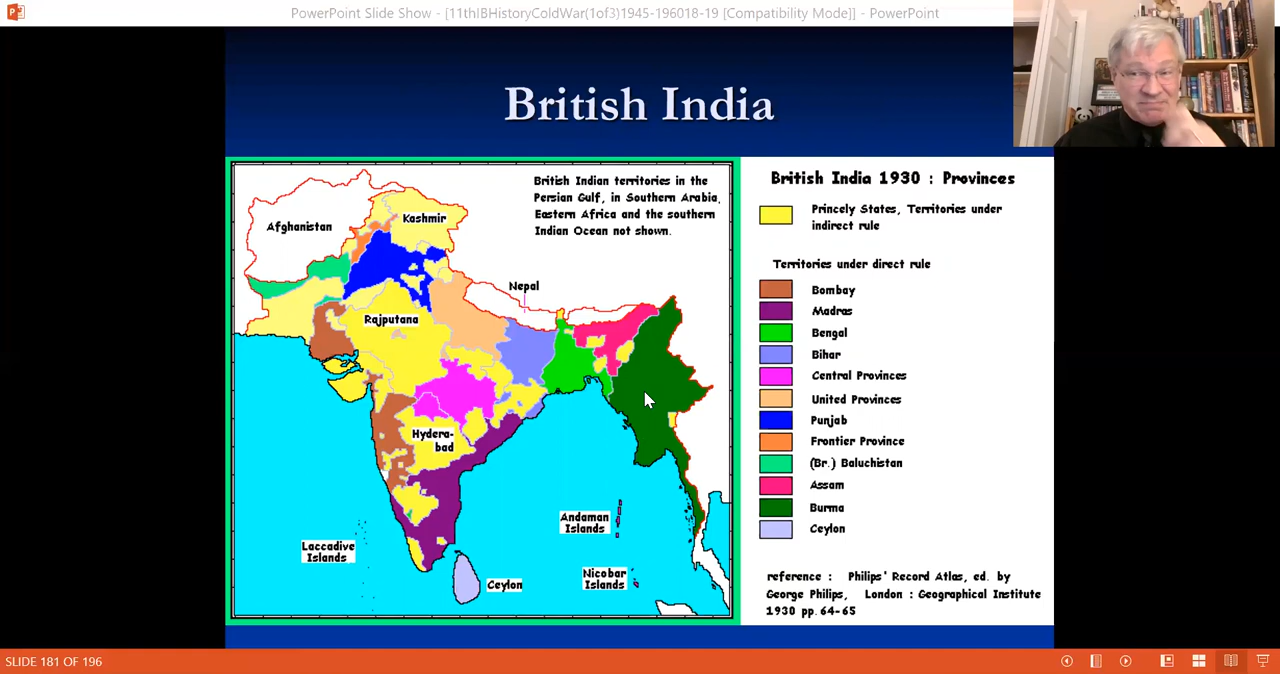 PowerPoint Slide Show - [11thIBHistoryColdWar(1of3)1945-196018-19 [Compatibility Mode]] - PowerPoint
British India
British Indian territories in the
Persian Gulf, in Southern Arabia,
Eastern Africa and the southern
Indian Ocean not shown.
Afghanistan
Kashmir
Nepal
Rajputana
Hydera-
bad
Andaman
Islands
Laccadive
Islands
Nicobar
Islands
Ceylon
British India 1930 : Provinces
Princely States, Territories under
indirect rule
Territories under direct rule
Bombay
Madras
Bengal
Bihar
Central Provinces
United Provinces
Punjab
Frontier Province
(Br.) Baluchistan
Assam
Burma
Ceylon
reference : Philips' Record Atlas, ed. by
George Philips, London : Geographical Institute
1930 pp.64-65
SLIDE 181 OF 196